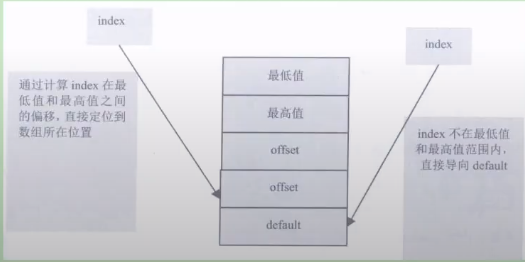 index
index
通过计算 index 在最
低值和最高值之间
的偏移，直接定位到
数组所在位置
最低值
最高值
offset
offset
default
index 不在最低值
和最高值范围内，
直接导向 default